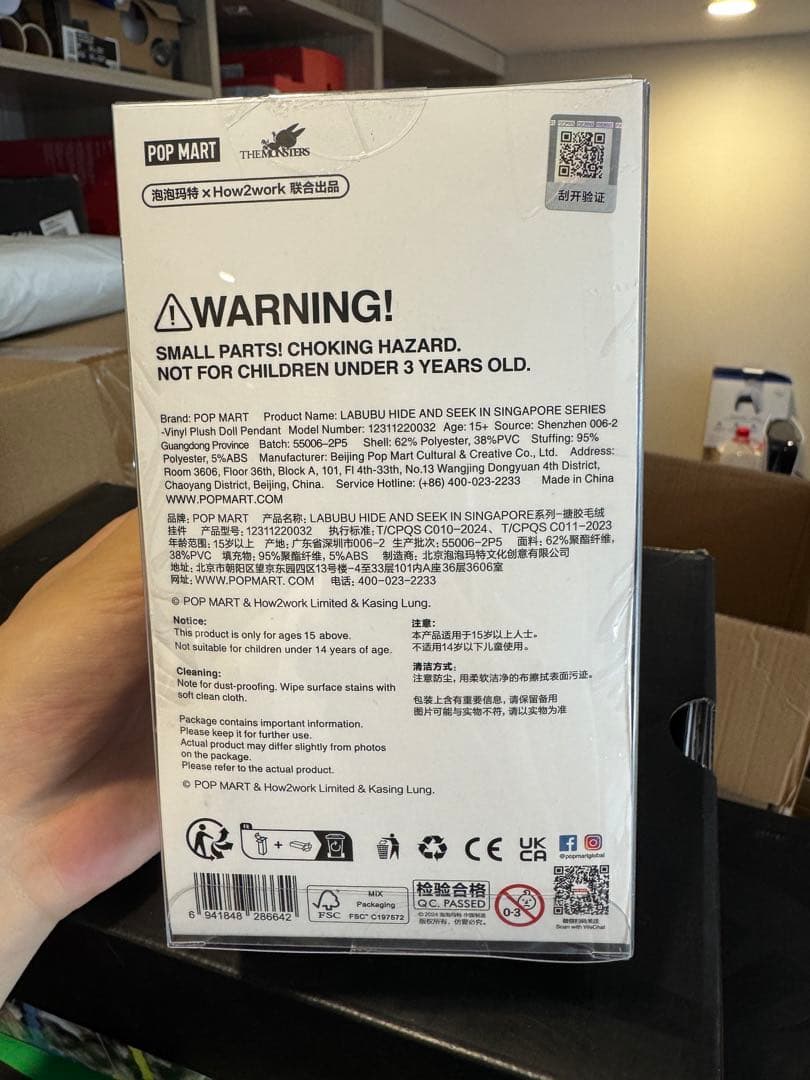 POP MART
THE MONSTERS
泡泡玛特 × How2work 联合出品
刮开验证
WARNING!
SMALL PARTS! CHOKING HAZARD.
NOT FOR CHILDREN UNDER 3 YEARS OLD.
Brand: POP MART Product Name: LABUBU HIDE AND SEEK IN SINGAPORE SERIES
-Vinyl Plush Doll Pendant Model Number: 12311220032 Age: 15+ Source: Shenzhen 006-2
Guangdong Province Batch: 55006-2P5 Shell: 62% Polyester, 38%PVC Stuffing: 95%
Polyester, 5%ABS Manufacturer: Beijing Pop Mart Cultural & Creative Co., Ltd. Address:
Room 3606, Floor 36th, Block A, 101, Fl 4th-33th, No.13 Wangjing Dongyuan 4th District,
Chaoyang District, Beijing, China. Service Hotline: (+86) 400-023-2233 Made in China
WWW.POPMART.COM
品牌: POP MART 产品名称: LABUBU HIDE AND SEEK IN SINGAPORE系列-搪胶毛绒
挂件 产品型号: 12311220032 执行标准: T/CPQS C010-2024、T/CPQS C011-2023
年龄范围: 15岁以上 产地: 广东省深圳市006-2 生产批次: 55006-2P5 面料: 62%聚酯纤维,
38%PVC 填充物: 95%聚酯纤维, 5%ABS 制造商: 北京泡泡玛特文化创意有限公司
地址: 北京市朝阳区望京东园四区13号楼-4至33层101内A座36层3606室
网址: WWW.POPMART. COM 电话: 400-023-2233
© POP MART & How2work Limited & Kasing Lung.
Notice:
This product is only for ages 15 above.
Not suitable for children under 14 years of age.
Cleaning:
Note for dust-proofing. Wipe surface stains with
soft clean cloth.
Package contains important information.
Please keep it for further use.
Actual product may differ slightly from photos
on the package.
Please refer to the actual product.
© POP MART & How2work Limited & Kasing Lung.
注意:
本产品适用于15岁以上人士。
不适用14岁以下儿童使用。
清洁方式:
注意防尘, 用柔软洁净的布擦拭表面污迹。
包装上含有重要信息, 请保留备用
图片可能与实物不符, 请以实物为准
CE
UK
CA
@popmartglobal
6 941848 286642
FSC
MIX
Packaging
FSC™ C197572
检验合格
Q.C. PASSED
© 2024 泡泡玛特 中国制造
版权所有, 仿冒必究。
0-3
Scan with WeChat